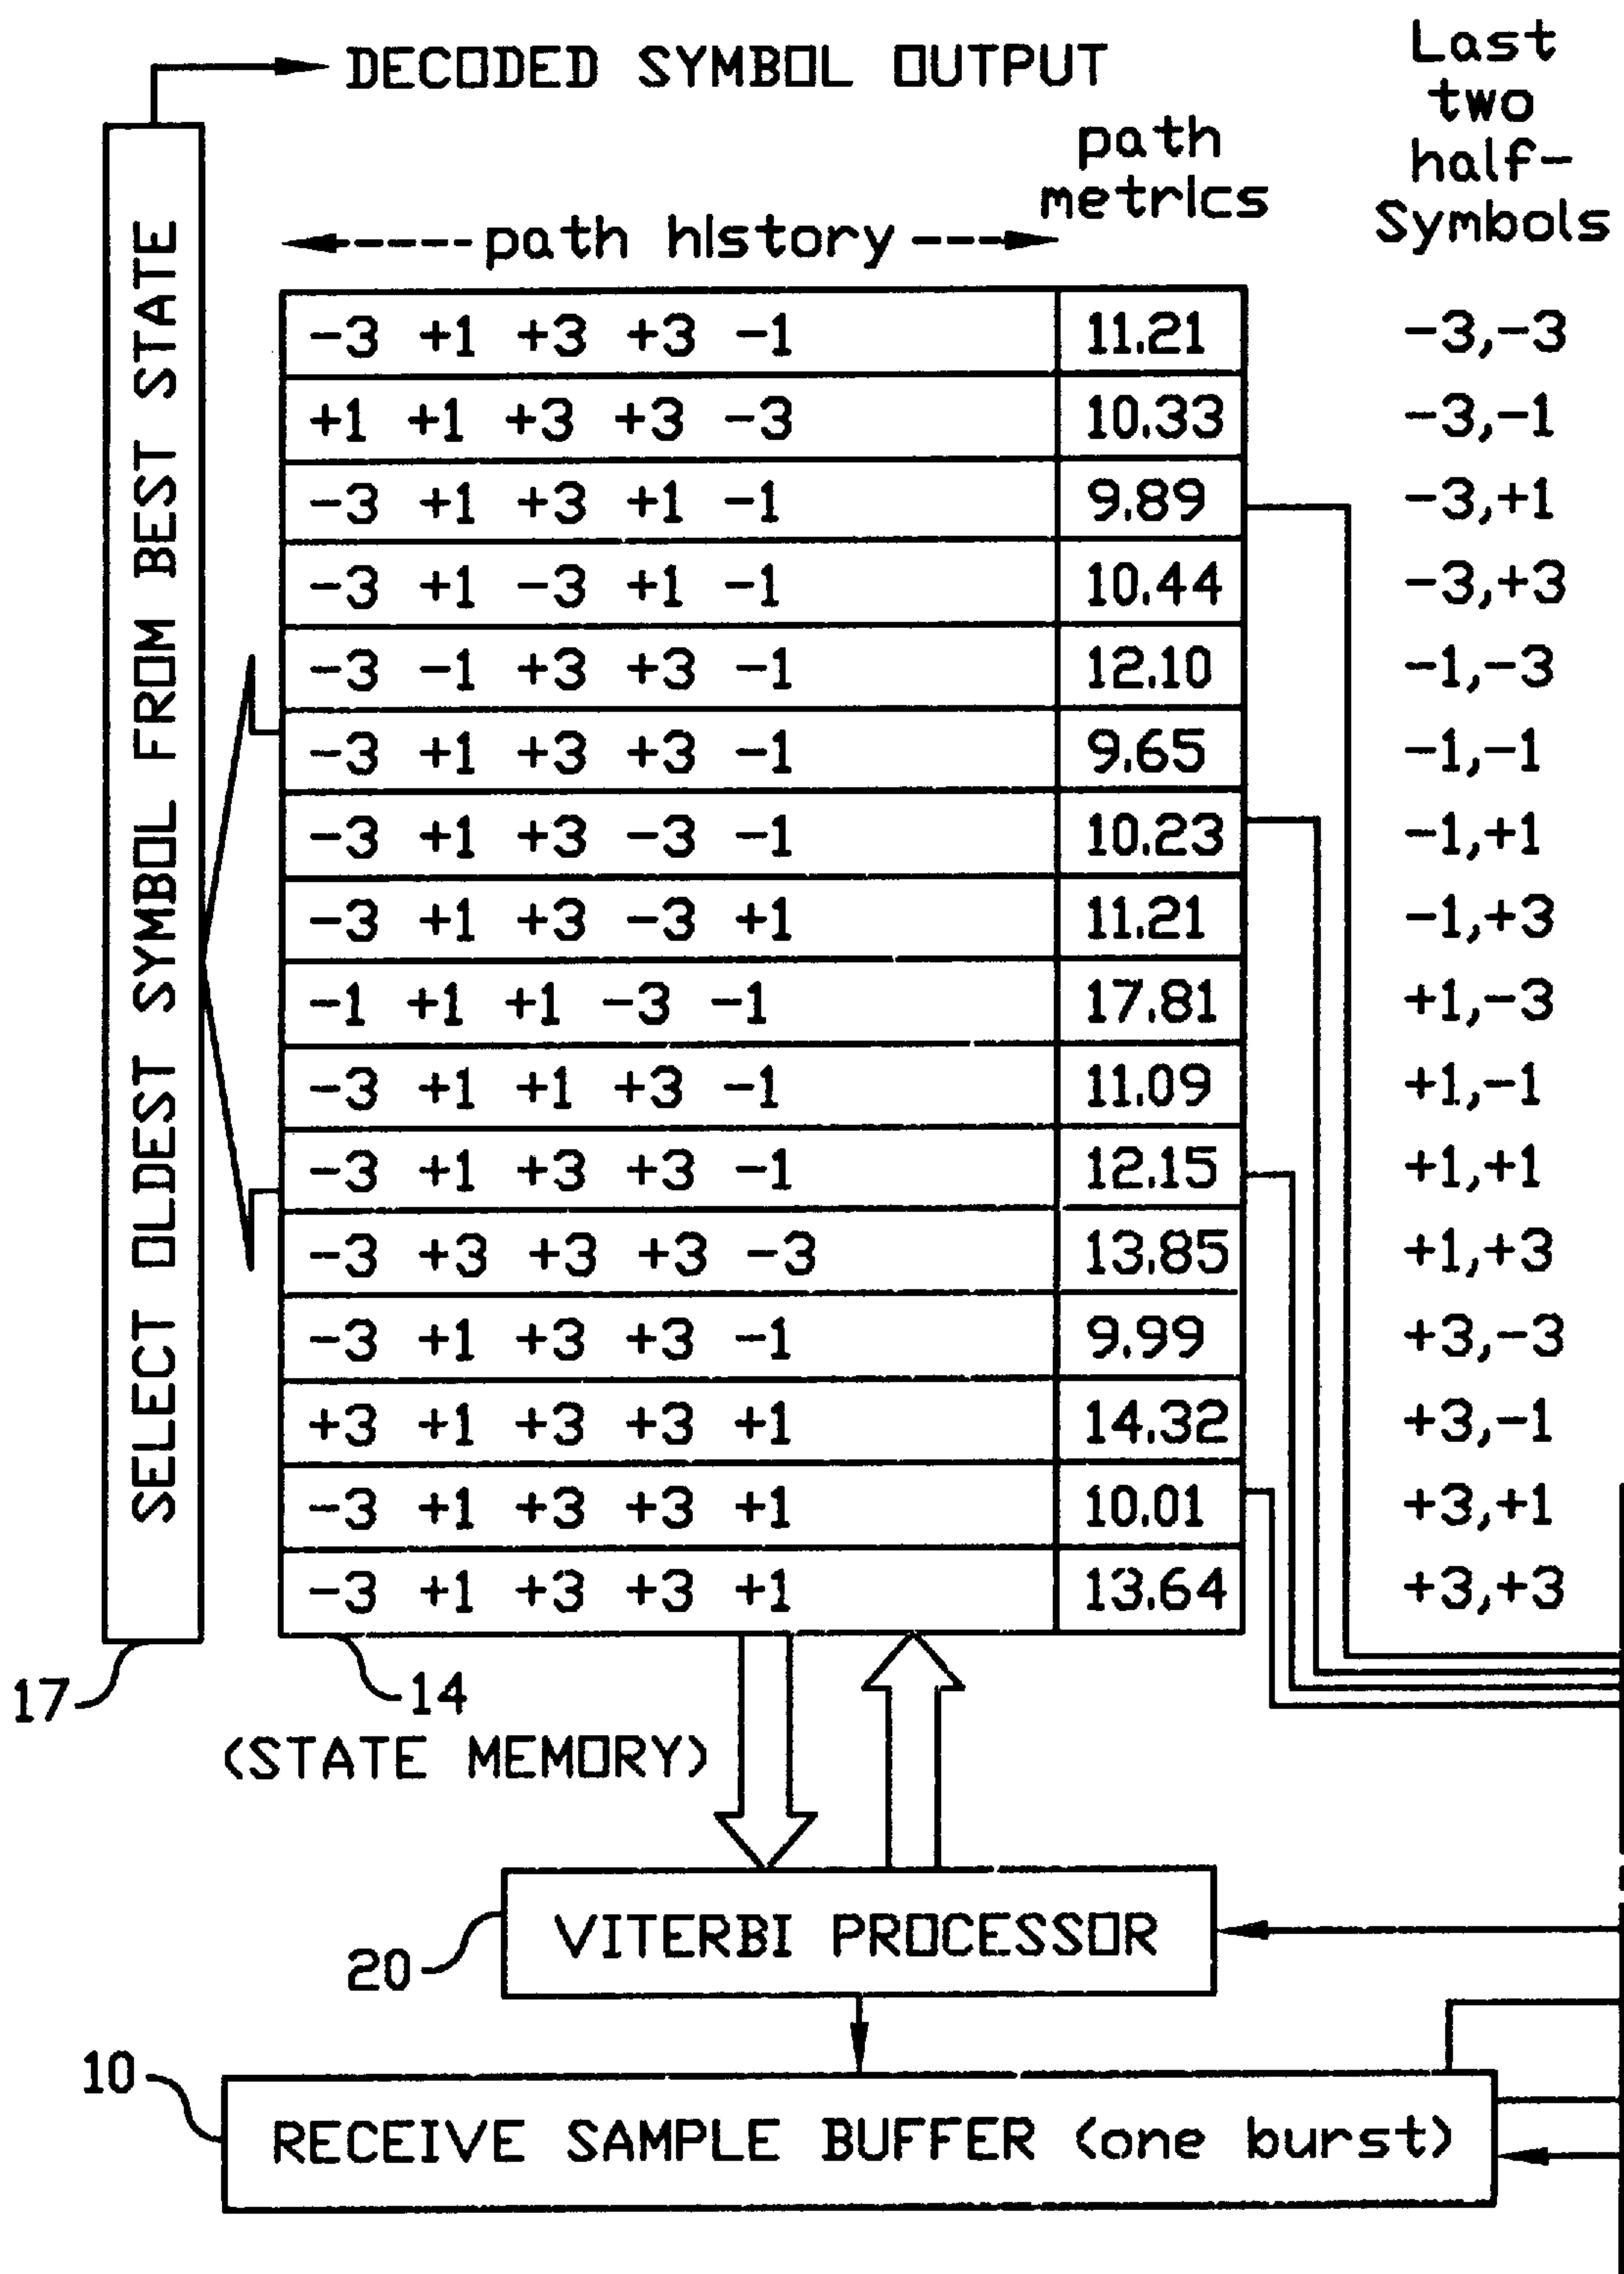 DECODED SYMBOL OUTPUT
Last
two
half-
Symbols
path
metrics
path history
SELECT OLDEST SYMBOL FROM BEST STATE
-3 +1 +3 +3 -1 11.21 -3,-3
+1 +1 +3 +3 -3 10.33 -3,-1
-3 +1 +3 +1 -1 9.89 -3,+1
-3 +1 -3 +1 -1 10.44 -3,+3
-3 -1 +3 +3 -1 12.10 -1,-3
-3 +1 +3 +3 -1 9.65 -1,-1
-3 +1 +3 -3 -1 10.23 -1,+1
-3 +1 +3 -3 +1 11.21 -1,+3
-1 +1 +1 -3 -1 17.81 +1,-3
-3 +1 +1 +3 -1 11.09 +1,-1
-3 +1 +3 +3 -1 12.15 +1,+1
-3 +3 +3 +3 -3 13.85 +1,+3
-3 +1 +3 +3 -1 9.99 +3,-3
+3 +1 +3 +3 +1 14.32 +3,-1
-3 +1 +3 +3 +1 10.01 +3,+1
-3 +1 +3 +3 +1 13.64 +3,+3
17
14
(STATE MEMORY)
VITERBI PROCESSOR
20
10
RECEIVE SAMPLE BUFFER (one burst)